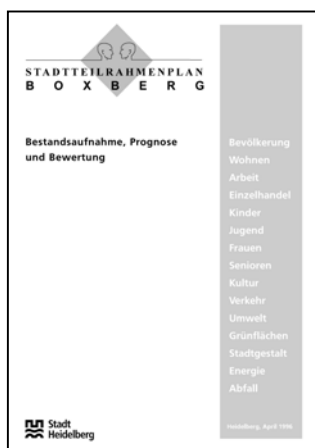 STADTTEILRAHMENPLAN
BOXBERG
Bestandsaufnahme, Prognose
und Bewertung
Bevölkerung
Wohnen
Arbeit
Einzelhandel
Kinder
Jugend
Frauen
Senioren
Kultur
Verkehr
Umwelt
Grünflächen
Stadtgestalt
Energie
Abfall
Stadt
Heidelberg
Heidelberg, April 1996